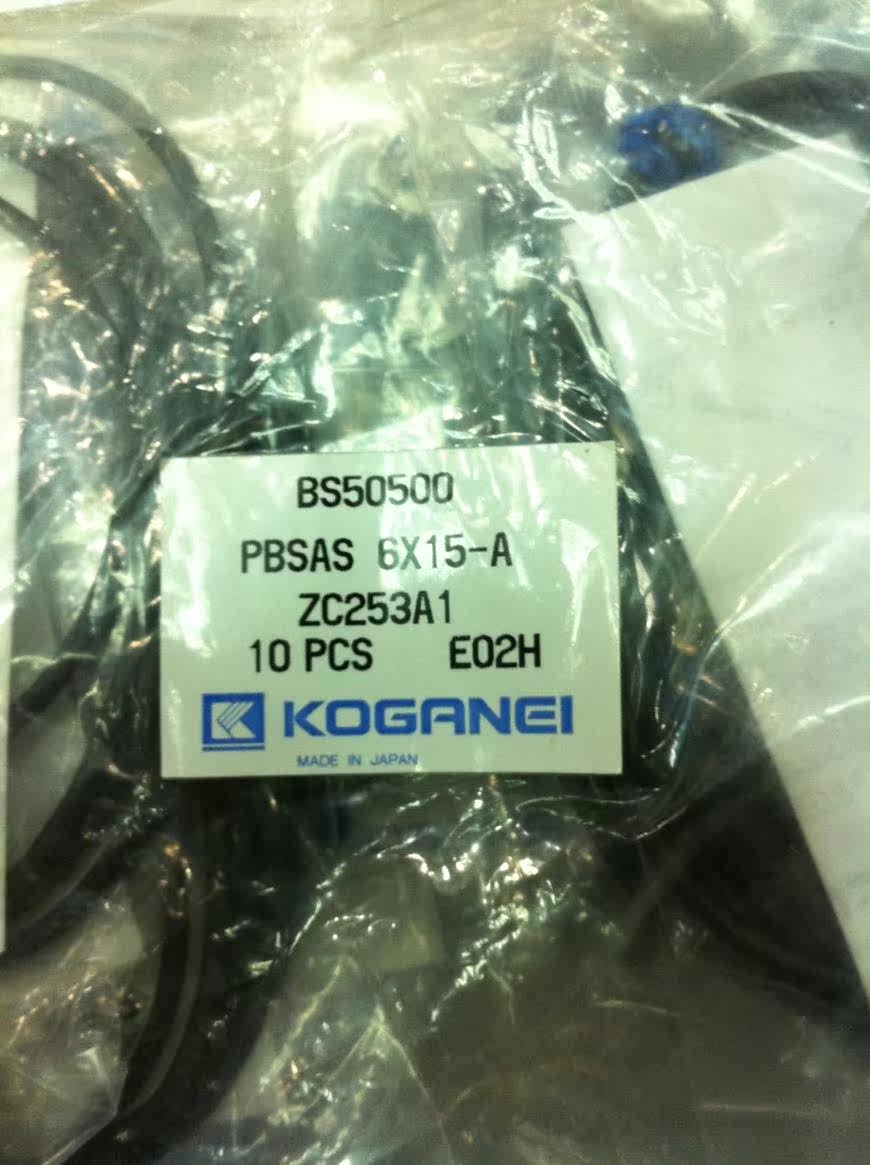 BS50500
PBSAS 6X15-A
ZC253A1
10 PCS E02H
KOGANEI
MADE IN JAPAN